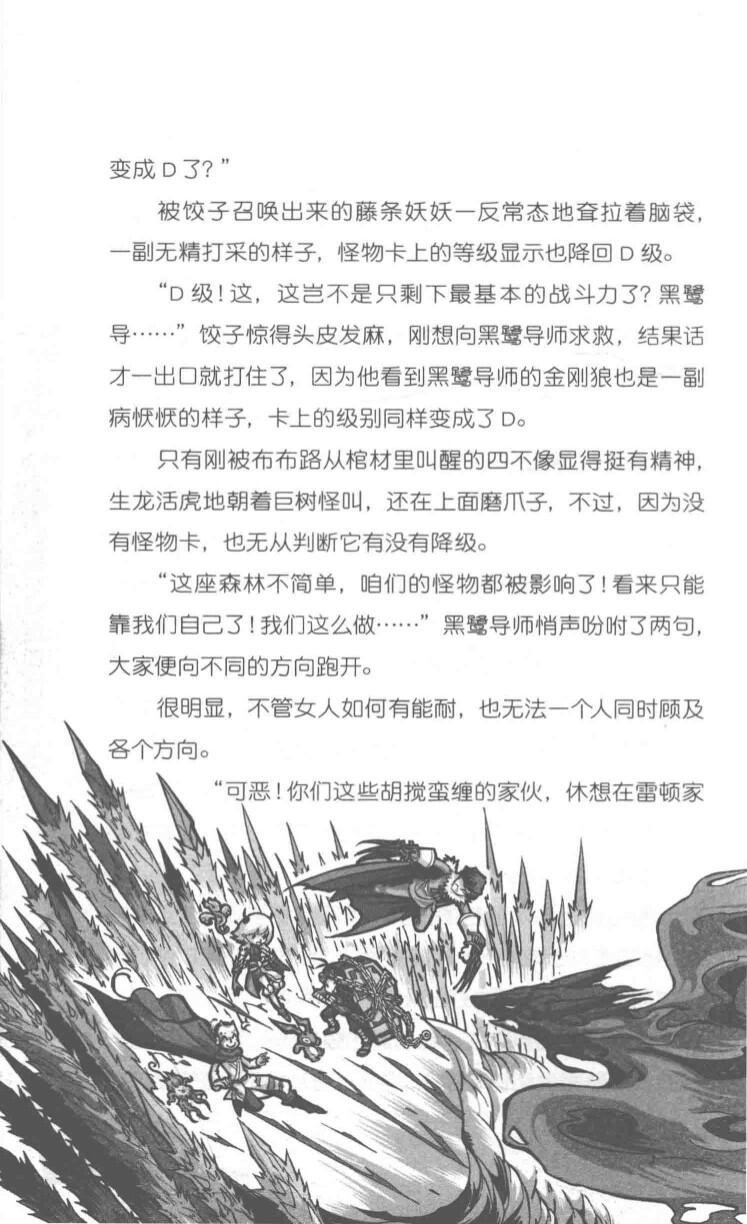 变成D了？”
被饺子召唤出来的藤条妖妖一反常态地耷拉着脑袋，
一副无精打采的样子，怪物卡上的等级显示也降回D级。
“D级！这，这岂不是只剩下最基本的战斗力了？黑鹭
导……”饺子惊得头皮发麻，刚想向黑鹭导师求救，结果话
才一出口就打住了，因为他看到黑鹭导师的金刚狼也是一副
病恹恹的样子，卡上的级别同样变成了D。
只有刚被布布路从棺材里叫醒的四不像显得挺有精神，
生龙活虎地朝着巨树怪叫，还在上面磨爪子，不过，因为没
有怪物卡，也无从判断它有没有降级。
“这座森林不简单，咱们的怪物都被影响了！看来只能
靠我们自己了！我们这么做……”黑鹭导师悄声吩咐了两句，
大家便向不同的方向跑开。
很明显，不管女人如何有能耐，也无法一个人同时顾及
各个方向。
“可恶！你们这些胡搅蛮缠的家伙，休想在雷顿家